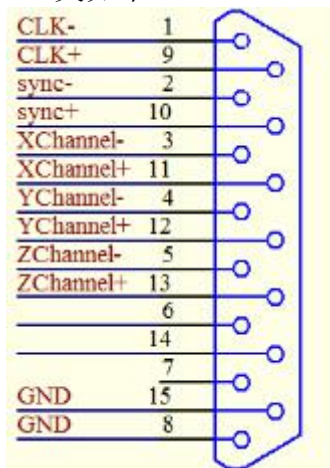 CLK- 1
CLK+ 9
sync- 2
sync+ 10
XChannel- 3
XChannel+ 11
YChannel- 4
YChannel+ 12
ZChannel- 5
ZChannel+ 13
6
14
7
GND 15
GND 8